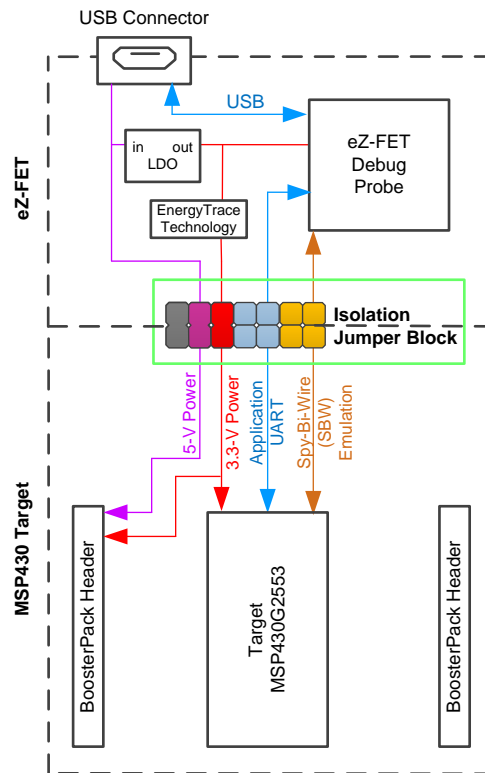 USB Connector
USB
eZ-FET
Debug
Probe
in out
LDO
EnergyTrace
Technology
eZ-FET
Isolation
Jumper Block
5-V Power
3.3-V Power
Application
UART
Spy-Bi-Wire
(SBW)
Emulation
MSP430 Target
BoosterPack Header
Target
MSP430G2553
BoosterPack Header